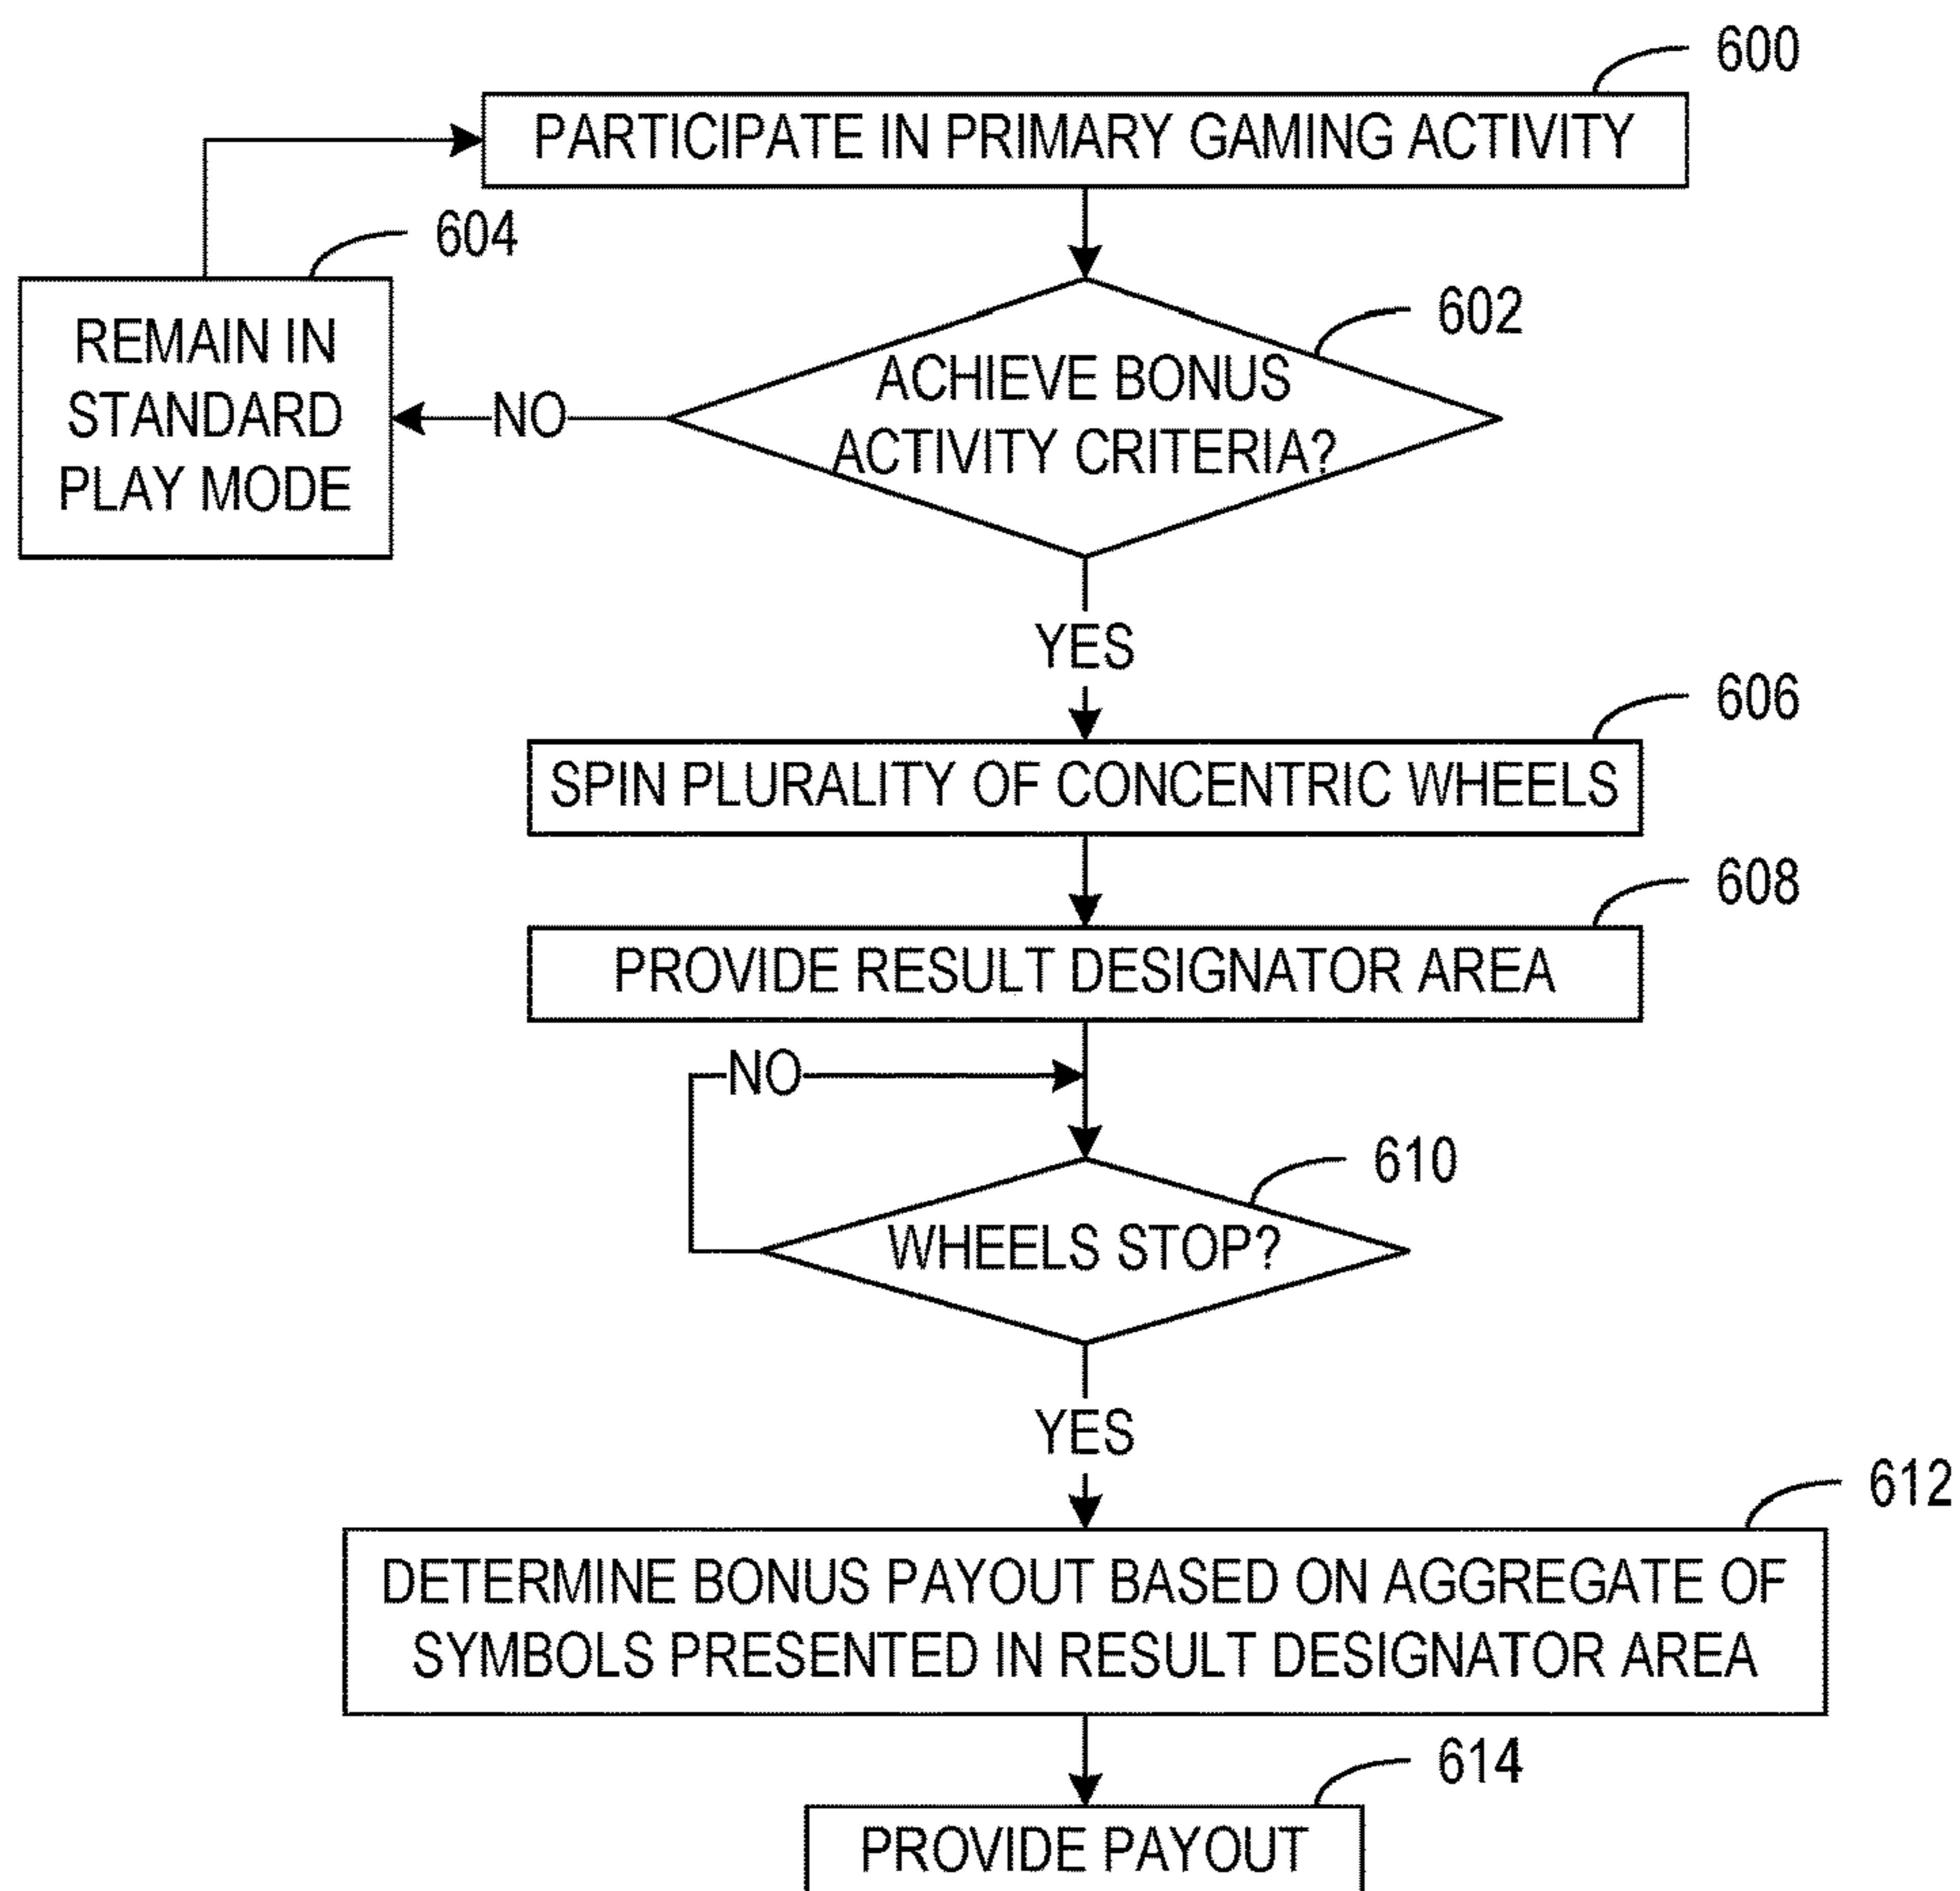 600
PARTICIPATE IN PRIMARY GAMING ACTIVITY
604
602
REMAIN IN
STANDARD
PLAY MODE
NO
ACHIEVE BONUS
ACTIVITY CRITERIA?
YES
606
SPIN PLURALITY OF CONCENTRIC WHEELS
608
PROVIDE RESULT DESIGNATOR AREA
NO
610
WHEELS STOP?
YES
612
DETERMINE BONUS PAYOUT BASED ON AGGREGATE OF
SYMBOLS PRESENTED IN RESULT DESIGNATOR AREA
614
PROVIDE PAYOUT